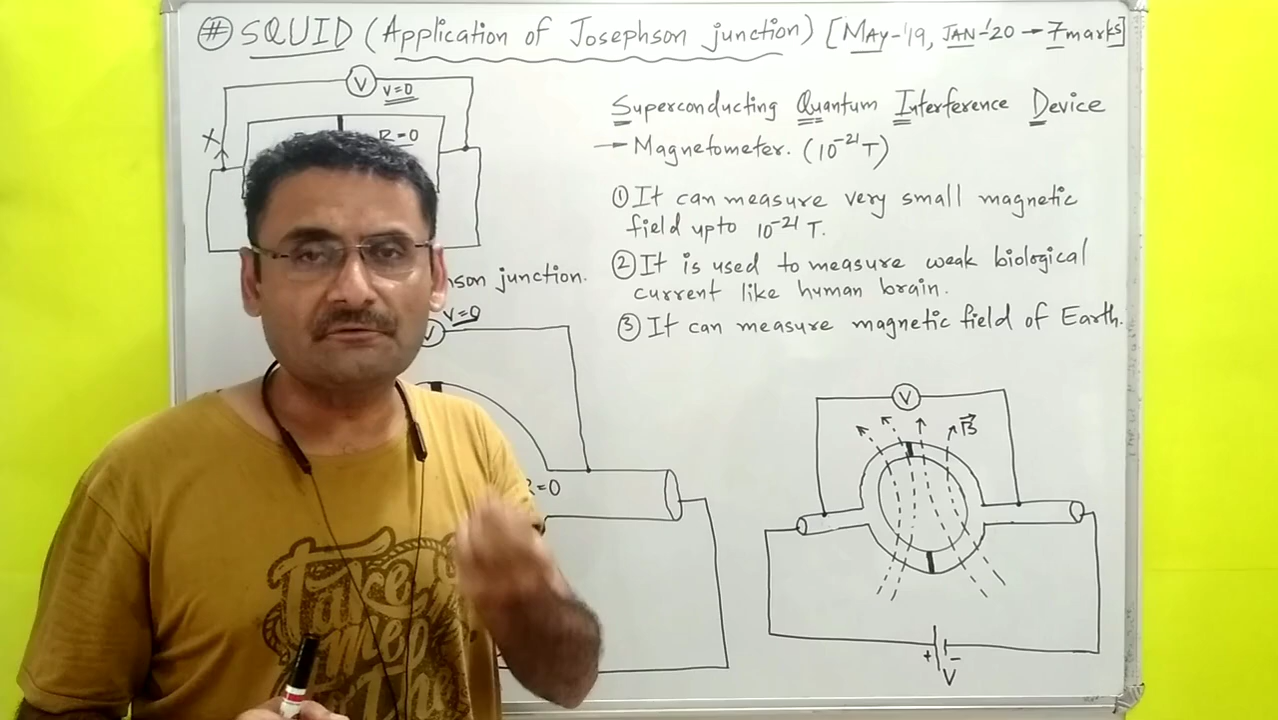 # SQUID (Application of Josephson junction) [MAY-'19, JAN-'20 → 7marks]
V
V=0
X
R=0
Superconducting Quantum Interference Device
→ Magnetometer. (10⁻²¹ T)
① It can measure very small magnetic
field upto 10⁻²¹ T.
② It is used to measure weak biological
current like human brain.
③ It can measure magnetic field of Earth.
junction.
V=0
V
R=0
V
B⃗
+ -
V
Take
me